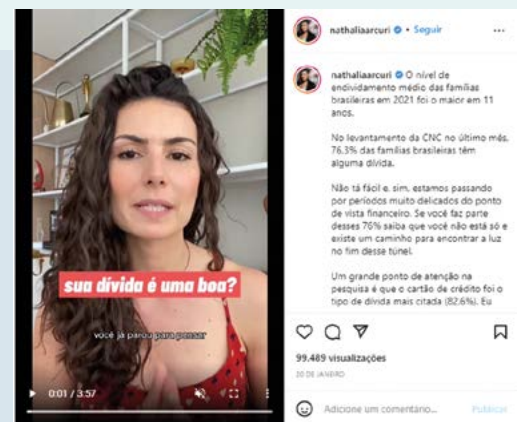 sua dívida é uma boa?
você já parou para pensar
0:01 / 3:57
nathaliaarcuri • Seguir
nathaliaarcuri O nível de
endividamento médio das famílias
brasileiras em 2021 foi o maior em 11
anos.
No levantamento da CNC no último mês,
76.3% das famílias brasileiras têm
alguma dívida.
Não tá fácil e, sim, estamos passando
por períodos muito delicados do ponto
de vista financeiro. Se você faz parte
desses 76% saiba que você não está só e
existe um caminho para encontrar a luz
no fim desse túnel.
Um grande ponto de atenção na
pesquisa é que o cartão de crédito foi o
tipo de dívida mais citada (82.6%). Eu
99.489 visualizações
20 DE JANEIRO
Adicione um comentário...
Publicar